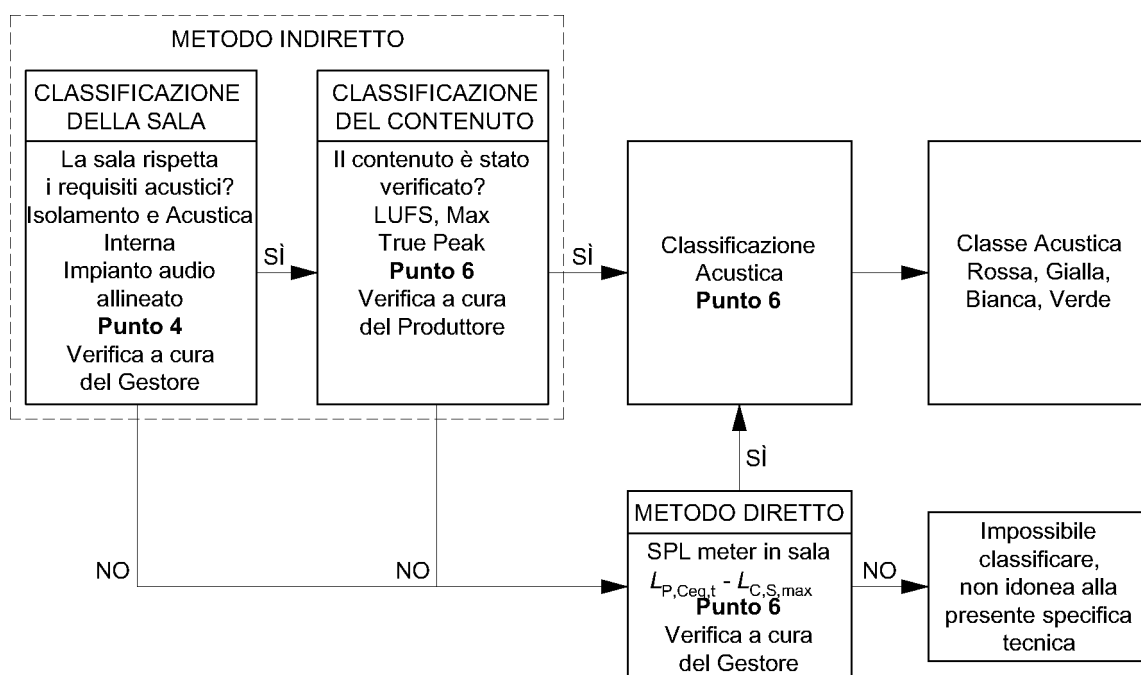 METODO INDIRETTO
CLASSIFICAZIONE
DELLA SALA
La sala rispetta
i requisiti acustici?
Isolamento e Acustica
Interna
Impianto audio
allineato
Punto 4
Verifica a cura
del Gestore
SÌ
CLASSIFICAZIONE
DEL CONTENUTO
Il contenuto è stato
verificato?
LUFS, Max
True Peak
Punto 6
Verifica a cura
del Produttore
SÌ
Classificazione
Acustica
Punto 6
Classe Acustica
Rossa, Gialla,
Bianca, Verde
SÌ
NO
NO
METODO DIRETTO
SPL meter in sala
LP,Ceq,t - LC,S,max
Punto 6
Verifica a cura
del Gestore
NO
Impossibile
classificare,
non idonea alla
presente specifica
tecnica